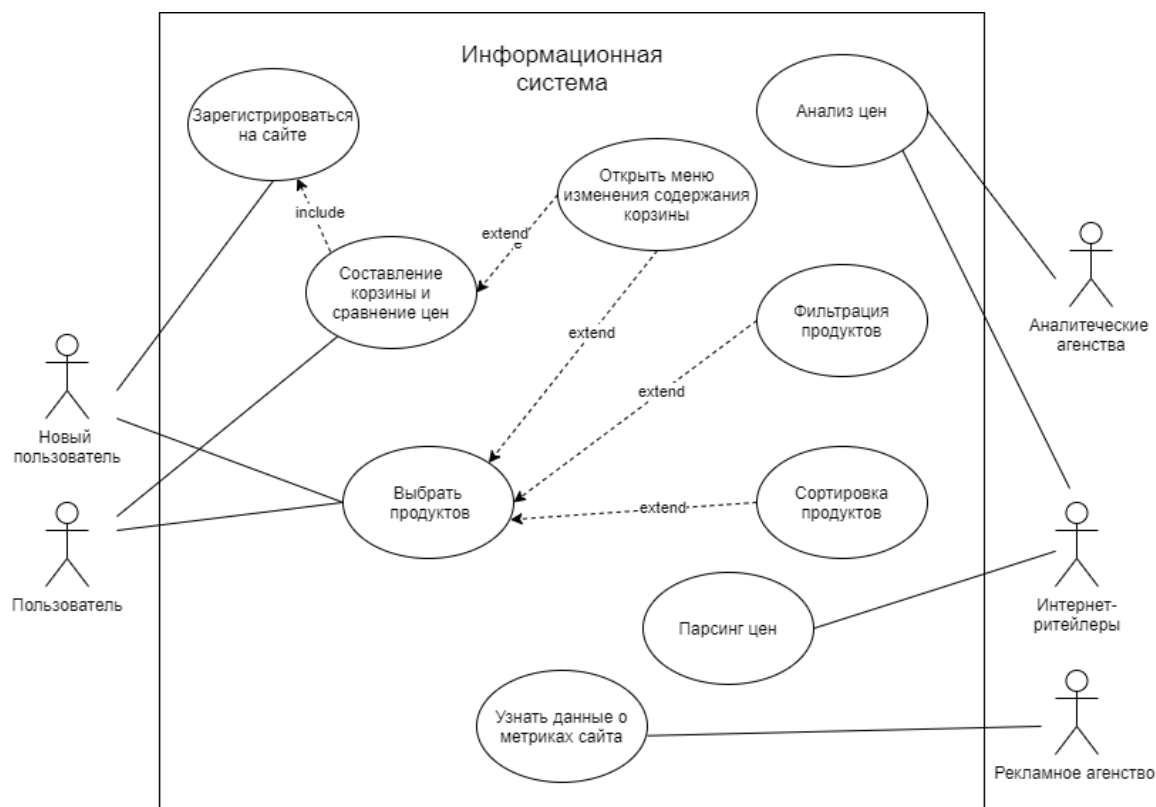 Информационная
система
Зарегистрироваться
на сайте
Анализ цен
Открыть меню
изменения содержания
корзины
include
extend
е
Составление
корзины и
сравнение цен
Фильтрация
продуктов
Аналитеческие
агенства
extend
extend
Новый
пользователь
Выбрать
продуктов
Сортировка
продуктов
extend
Пользователь
Интернет-
ритейлеры
Парсинг цен
Узнать данные о
метриках сайта
Рекламное агенство